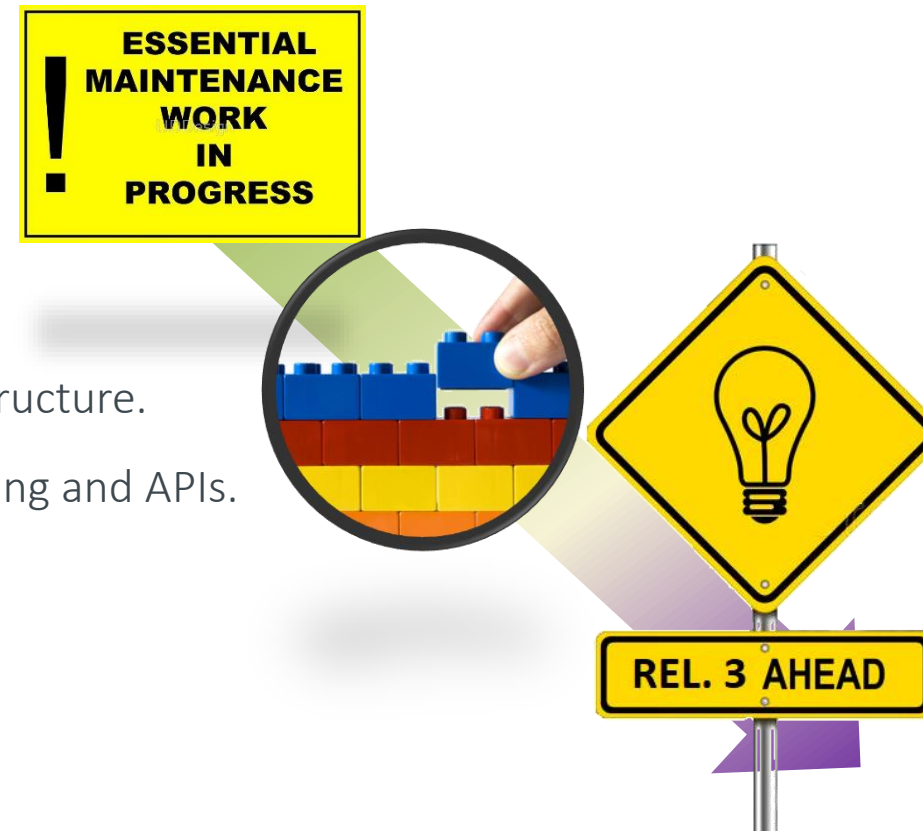 ESSENTIAL
MAINTENANCE
WORK
IN
PROGRESS
ructure.
ng and APIs.
REL. 3 AHEAD